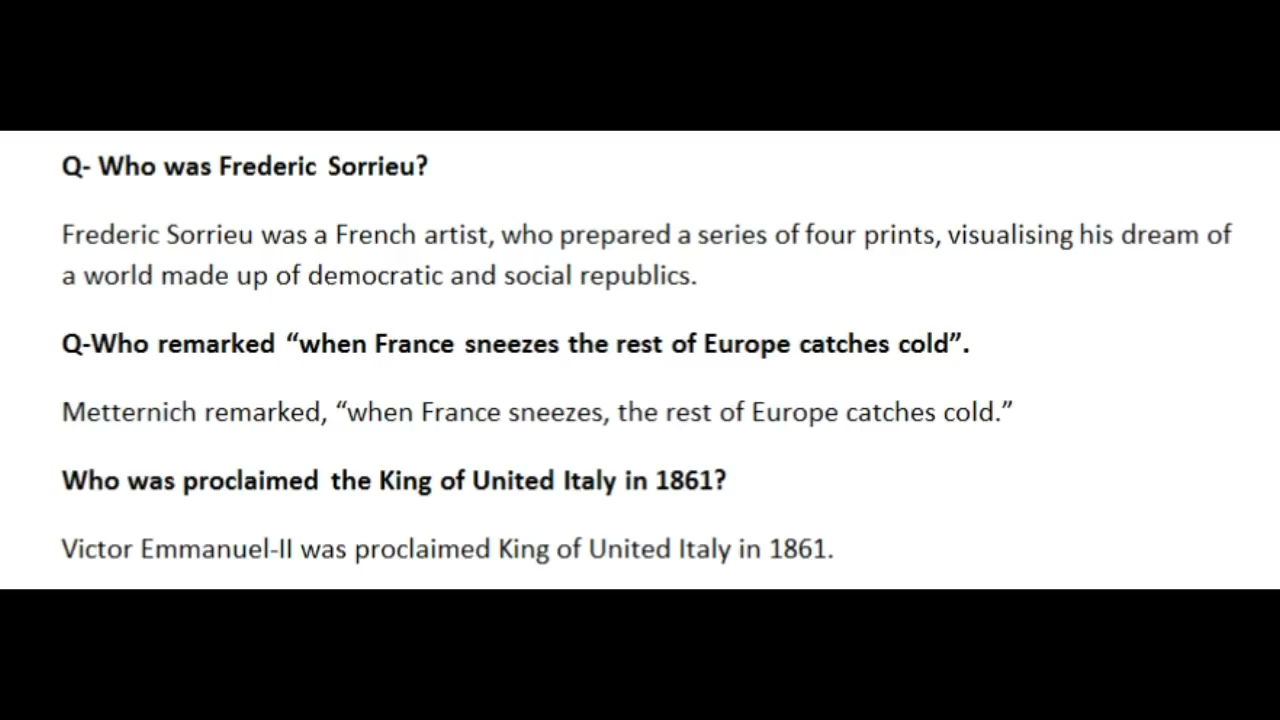 Q- Who was Frederic Sorrieu?
Frederic Sorrieu was a French artist, who prepared a series of four prints, visualising his dream of
a world made up of democratic and social republics.
Q-Who remarked “when France sneezes the rest of Europe catches cold”.
Metternich remarked, “when France sneezes, the rest of Europe catches cold.”
Who was proclaimed the King of United Italy in 1861?
Victor Emmanuel-II was proclaimed King of United Italy in 1861.